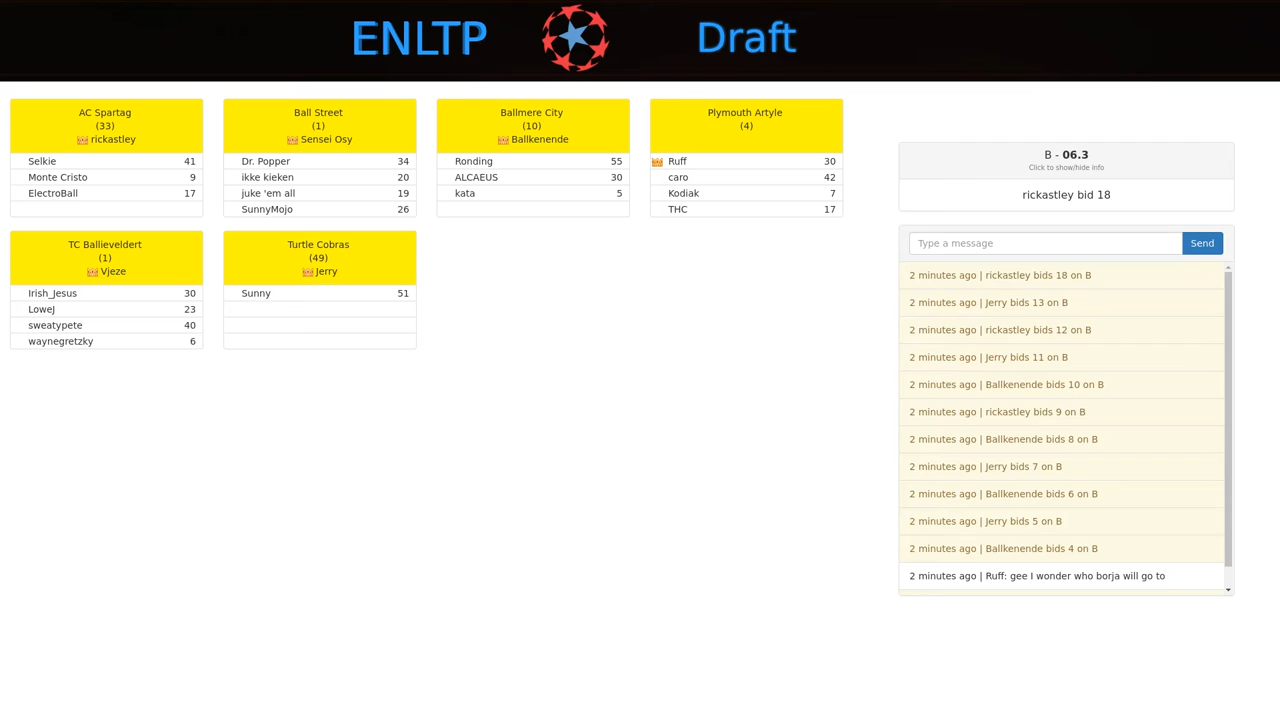 ENLTP Draft
AC Spartag
(33)
rickastley
Selkie 41
Monte Cristo 9
ElectroBall 17
Ball Street
(1)
Sensei Osy
Dr. Popper 34
ikke kieken 20
juke 'em all 19
SunnyMojo 26
Ballmere City
(10)
Ballkenende
Ronding 55
ALCAEUS 30
kata 5
Plymouth Artyle
(4)
Ruff 30
caro 42
Kodiak 7
THC 17
TC Ballieveldert
(1)
Vjeze
Irish_Jesus 30
LoweJ 23
sweatypete 40
waynegretzky 6
Turtle Cobras
(49)
Jerry
Sunny 51
B - 06.3
Click to show/hide info
rickastley bid 18
Type a message Send
2 minutes ago | rickastley bids 18 on B
2 minutes ago | Jerry bids 13 on B
2 minutes ago | rickastley bids 12 on B
2 minutes ago | Jerry bids 11 on B
2 minutes ago | Ballkenende bids 10 on B
2 minutes ago | rickastley bids 9 on B
2 minutes ago | Ballkenende bids 8 on B
2 minutes ago | Jerry bids 7 on B
2 minutes ago | Ballkenende bids 6 on B
2 minutes ago | Jerry bids 5 on B
2 minutes ago | Ballkenende bids 4 on B
2 minutes ago | Ruff: gee I wonder who borja will go to